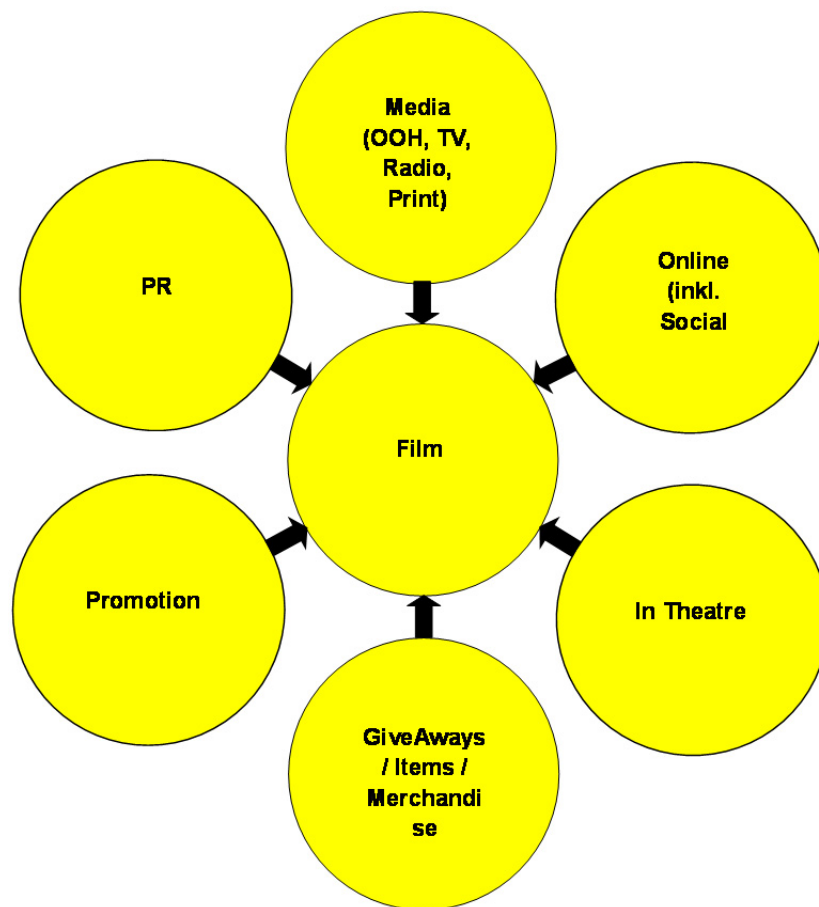 Media
(OOH, TV,
Radio,
Print)
PR
Online
(inkl.
Social
Film
Promotion
In Theatre
GiveAways
/ Items /
Merchandi
se